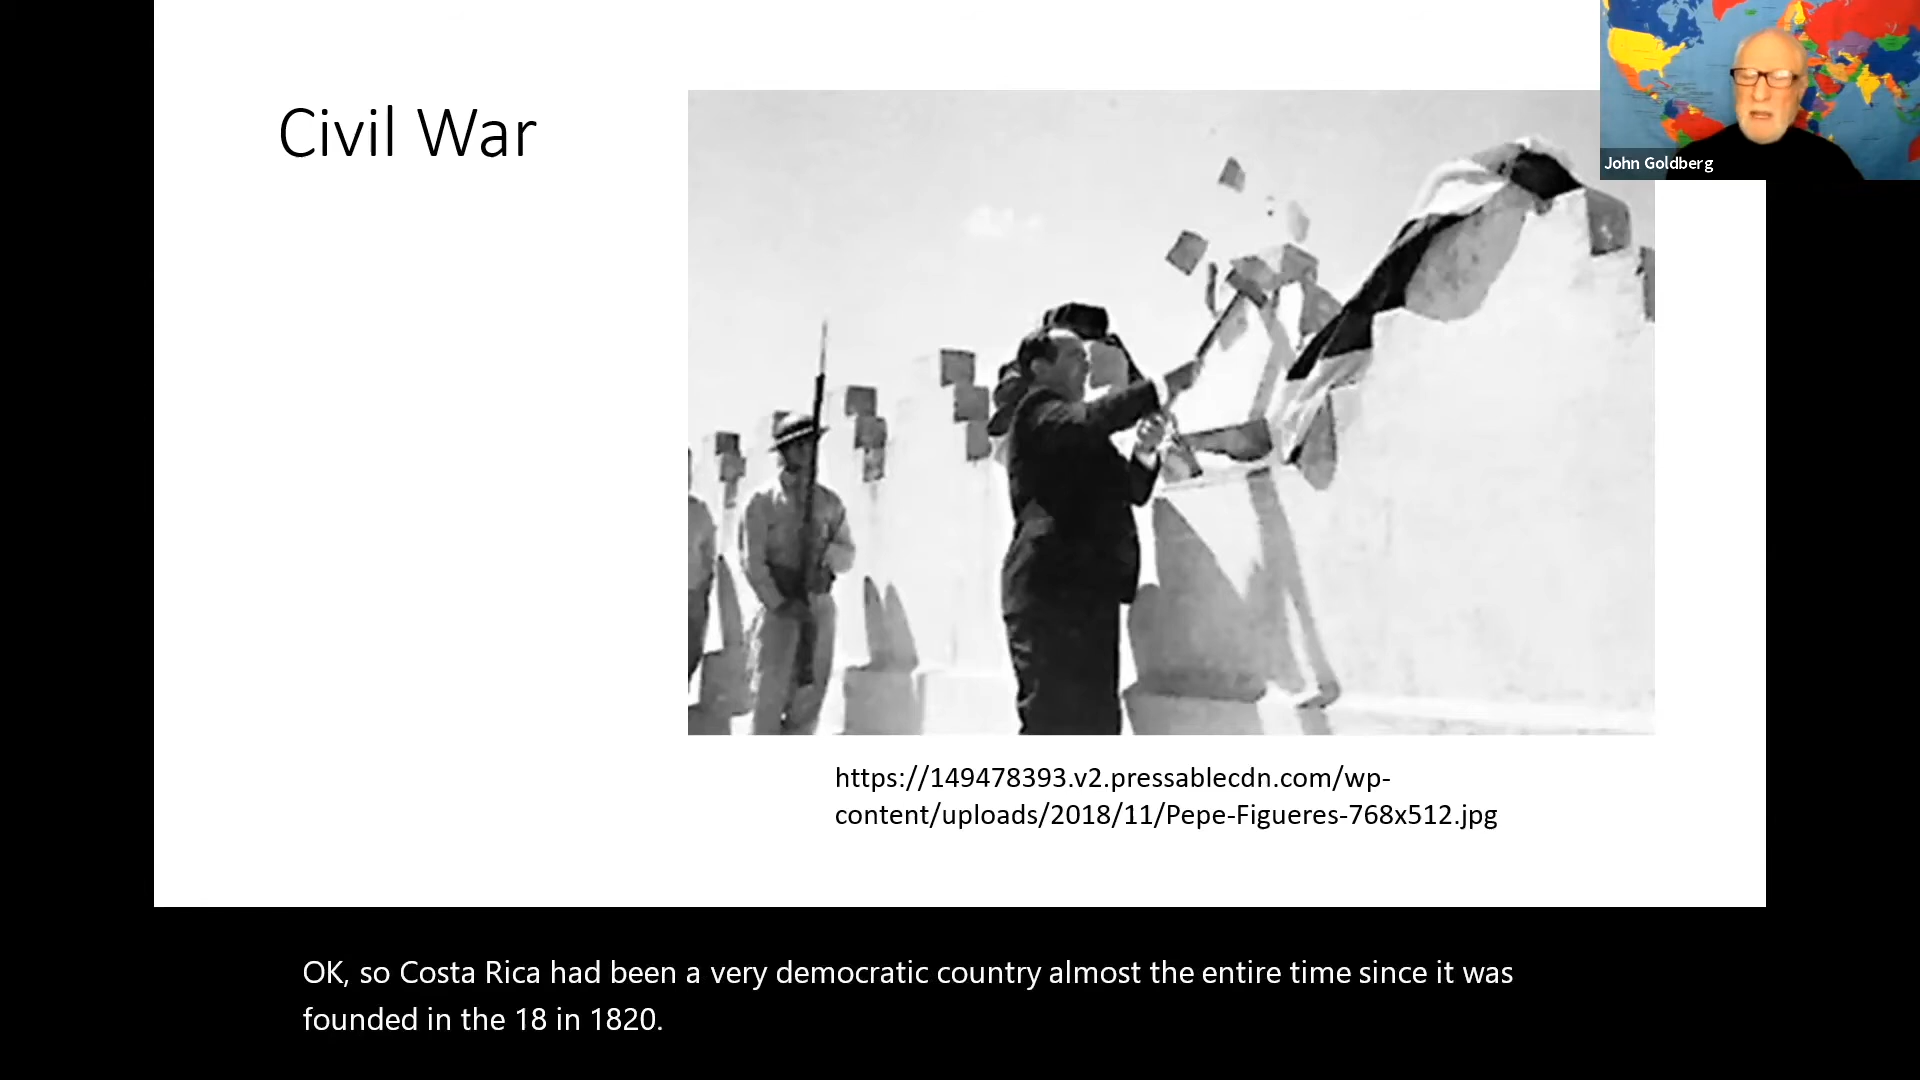 Civil War
John Goldberg
https://149478393.v2.pressablecdn.com/wp-
content/uploads/2018/11/Pepe-Figueres-768x512.jpg
OK, so Costa Rica had been a very democratic country almost the entire time since it was
founded in the 18 in 1820.